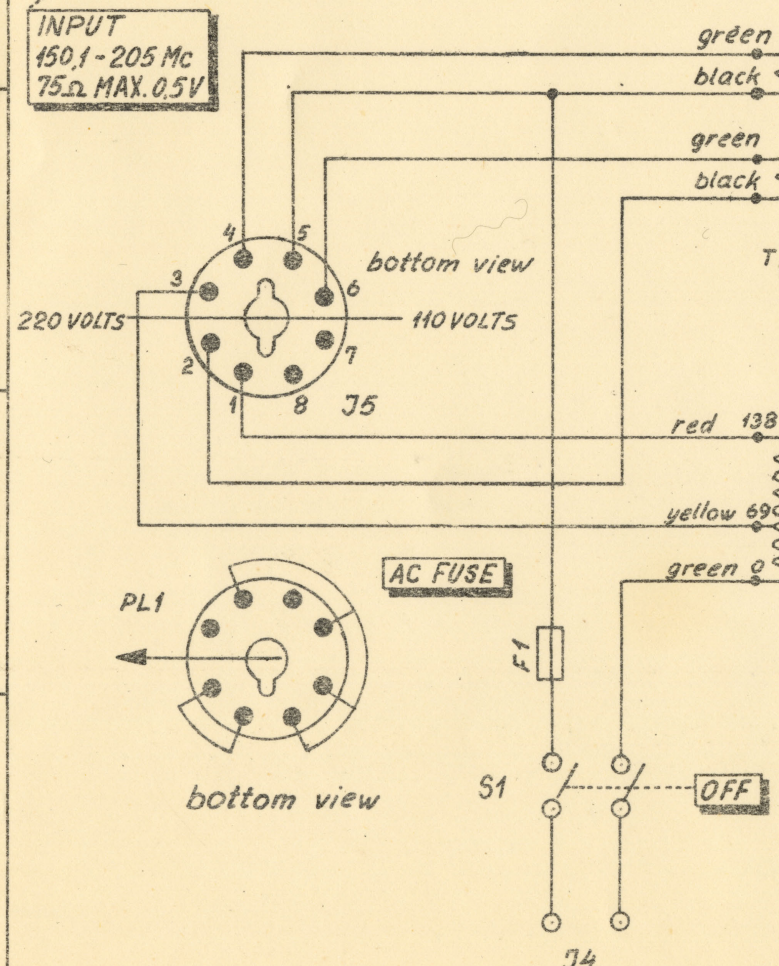 INPUT
150,1 - 205 Mc
75Ω MAX. 0,5V
green
black
green
black
4
5
bottom view
3
6
220 VOLTS
110 VOLTS
2
7
1
8
J5
red 138
yellow 69
green 0
AC FUSE
PL1
F1
S1
OFF
bottom view
J4